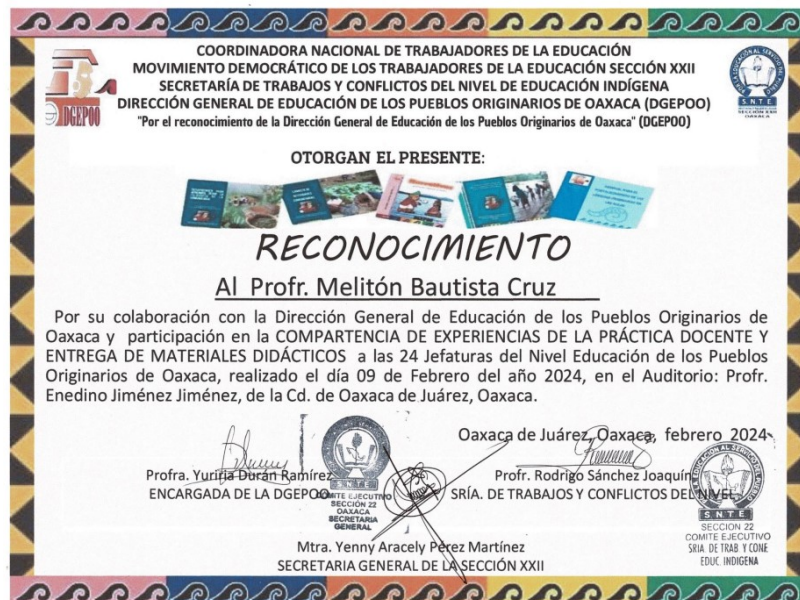 COORDINADORA NACIONAL DE TRABAJADORES DE LA EDUCACIÓN
MOVIMIENTO DEMOCRÁTICO DE LOS TRABAJADORES DE LA EDUCACIÓN SECCIÓN XXII
SECRETARÍA DE TRABAJOS Y CONFLICTOS DEL NIVEL DE EDUCACIÓN INDÍGENA
DIRECCIÓN GENERAL DE EDUCACIÓN DE LOS PUEBLOS ORIGINARIOS DE OAXACA (DGEPOO)
"Por el reconocimiento de la Dirección General de Educación de los Pueblos Originarios de Oaxaca" (DGEPOO)
DGEPOO
S.N.T.E.
SECCIÓN XXII
OAXACA
OTORGAN EL PRESENTE:
RECONOCIMIENTO
Al Profr. Melitón Bautista Cruz
Por su colaboración con la Dirección General de Educación de los Pueblos Originarios de
Oaxaca y participación en la COMPARTENCIA DE EXPERIENCIAS DE LA PRÁCTICA DOCENTE Y
ENTREGA DE MATERIALES DIDÁCTICOS a las 24 Jefaturas del Nivel Educación de los Pueblos
Originarios de Oaxaca, realizado el día 09 de Febrero del año 2024, en el Auditorio: Profr.
Enedino Jiménez Jiménez, de la Cd. de Oaxaca de Juárez, Oaxaca.
Oaxaca de Juárez, Oaxaca, febrero 2024
Profra. Yuriria Durán Ramírez
ENCARGADA DE LA DGEPOO
COMITE EJECUTIVO
SECCIÓN 22
OAXACA
SECRETARIA
GENERAL
Profr. Rodrigo Sánchez Joaquín
SRÍA. DE TRABAJOS Y CONFLICTOS DEL NIVEL
S.N.T.E.
SECCION 22
COMITE EJECUTIVO
SRIA DE TRAB Y CONF
EDUC. INDIGENA
Mtra. Yenny Aracely Pérez Martínez
SECRETARIA GENERAL DE LA SECCIÓN XXII